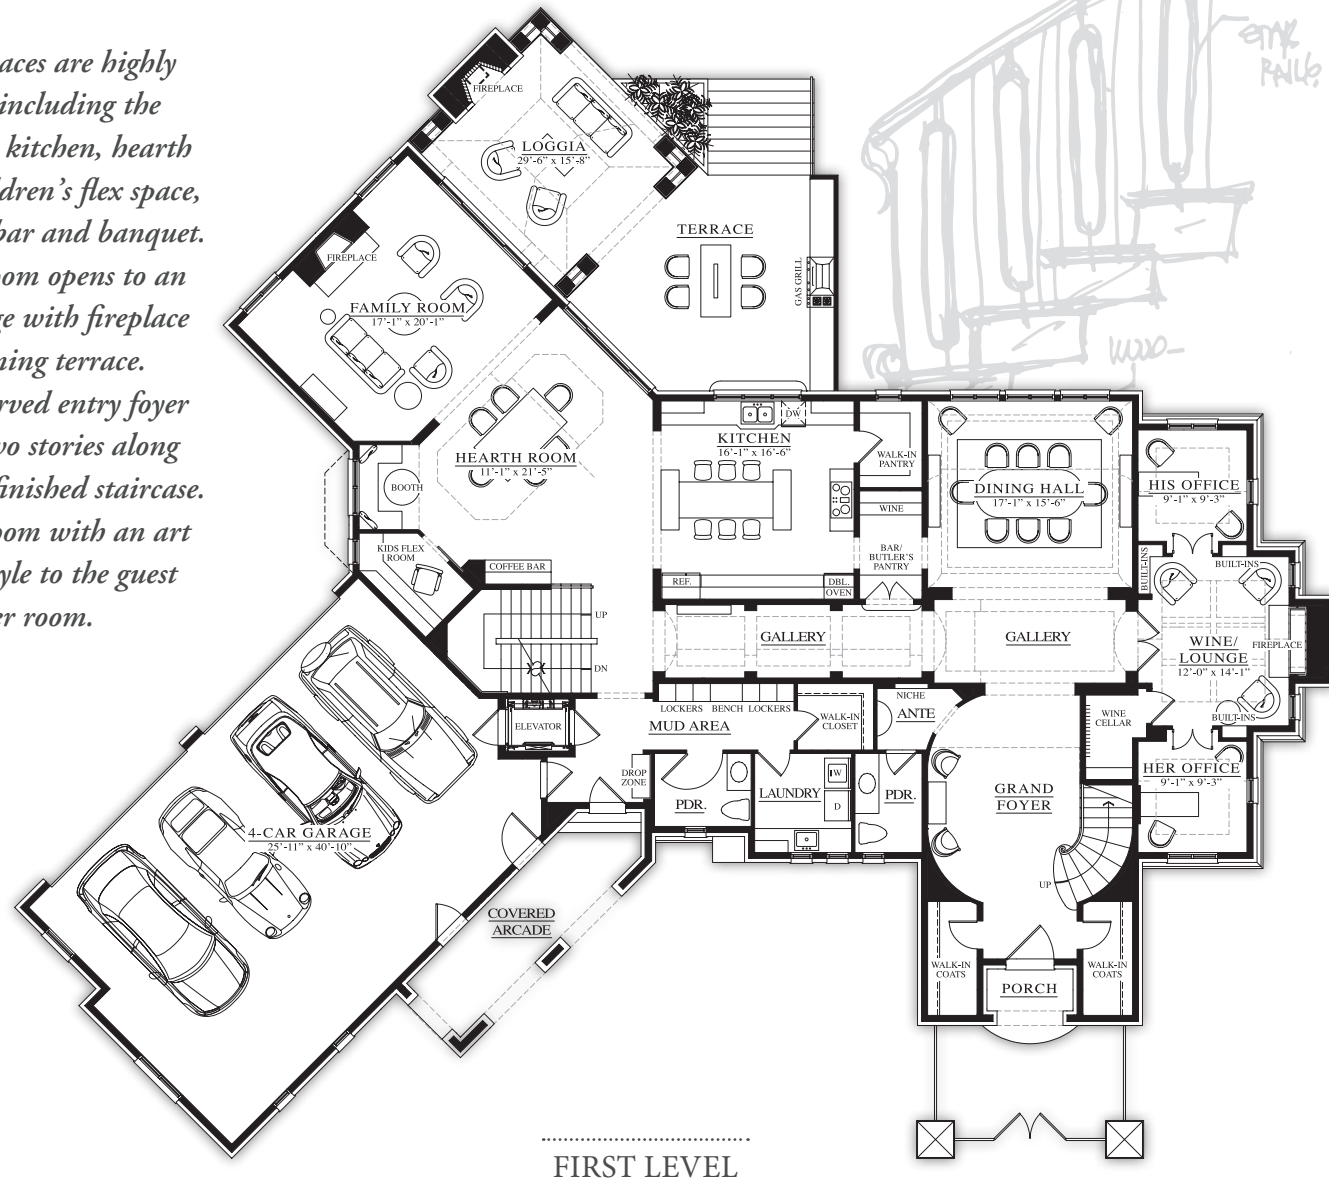 aces are highly
including the
kitchen, hearth
dren's flex space,
bar and banquet.
oom opens to an
ge with fireplace
ning terrace.
rved entry foyer
wo stories along
finished staircase.
oom with an art
yle to the guest
er room.
STAIR
RAILS
WOOD
FIREPLACE
LOGGIA
29'-6" x 15'-8"
TERRACE
GAS GRILL
FIREPLACE
FAMILY ROOM
17'-1" x 20'-1"
HEARTH ROOM
11'-1" x 21'-5"
BOOTH
KIDS FLEX
ROOM
COFFEE BAR
KITCHEN
16'-1" x 16'-6"
DW
REF.
DBL.
OVEN
WALK-IN
PANTRY
WINE
BAR/
BUTLER'S
PANTRY
DINING HALL
17'-1" x 15'-6"
HIS OFFICE
9'-1" x 9'-3"
BUILT-INS
BUILT-INS
WINE/
LOUNGE
12'-0" x 14'-1"
FIREPLACE
BUILT-INS
GALLERY
GALLERY
UP
DN
ELEVATOR
LOCKERS BENCH LOCKERS
MUD AREA
WALK-IN
CLOSET
NICHE
ANTE
WINE
CELLAR
HER OFFICE
9'-1" x 9'-3"
DROP
ZONE
PDR.
LAUNDRY
W
D
PDR.
GRAND
FOYER
UP
4-CAR GARAGE
25'-11" x 40'-10"
COVERED
ARCADE
WALK-IN
COATS
PORCH
WALK-IN
COATS
FIRST LEVEL